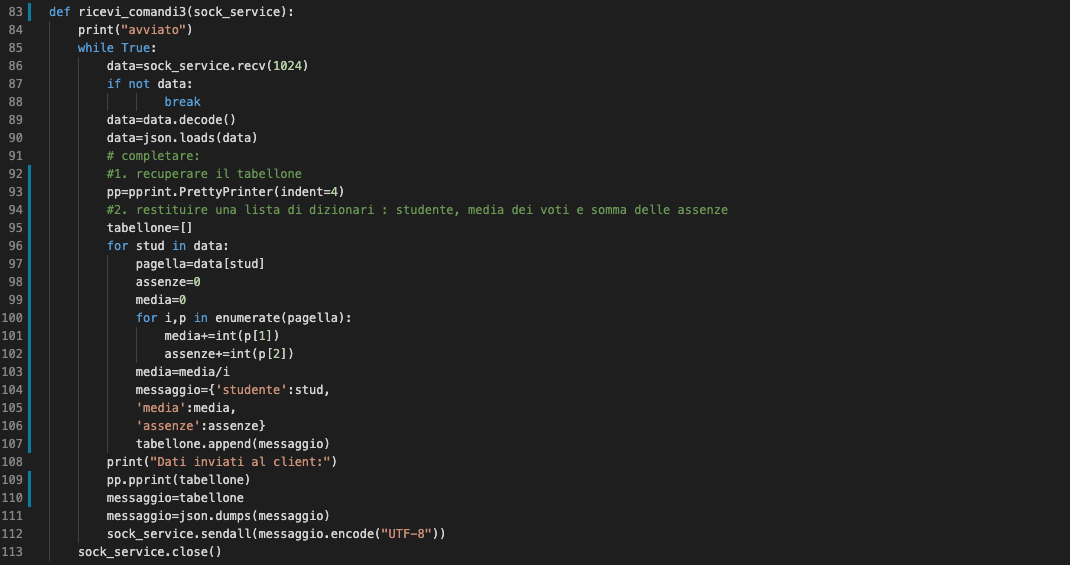 83 def ricevi_comandi3(sock_service):
84     print("avviato")
85     while True:
86         data=sock_service.recv(1024)
87         if not data:
88                 break
89         data=data.decode()
90         data=json.loads(data)
91         # completare:
92         #1. recuperare il tabellone
93         pp=pprint.PrettyPrinter(indent=4)
94         #2. restituire una lista di dizionari : studente, media dei voti e somma delle assenze
95         tabellone=[]
96         for stud in data:
97             pagella=data[stud]
98             assenze=0
99             media=0
100             for i,p in enumerate(pagella):
101                 media+=int(p[1])
102                 assenze+=int(p[2])
103             media=media/i
104             messaggio={'studente':stud,
105             'media':media,
106             'assenze':assenze}
107             tabellone.append(messaggio)
108         print("Dati inviati al client:")
109         pp.pprint(tabellone)
110         messaggio=tabellone
111         messaggio=json.dumps(messaggio)
112         sock_service.sendall(messaggio.encode("UTF-8"))
113     sock_service.close()